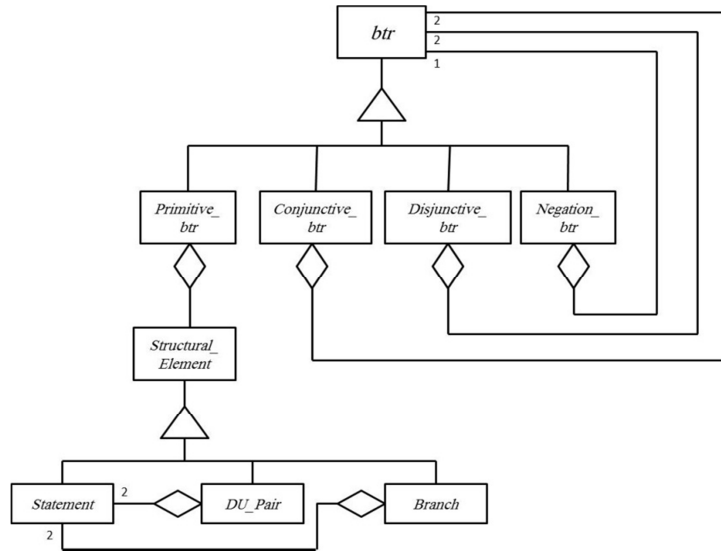 btr
2
2
1
Primitive_
btr
Conjunctive_
btr
Disjunctive_
btr
Negation_
btr
Structural_
Element
Statement
2
2
DU_Pair
Branch